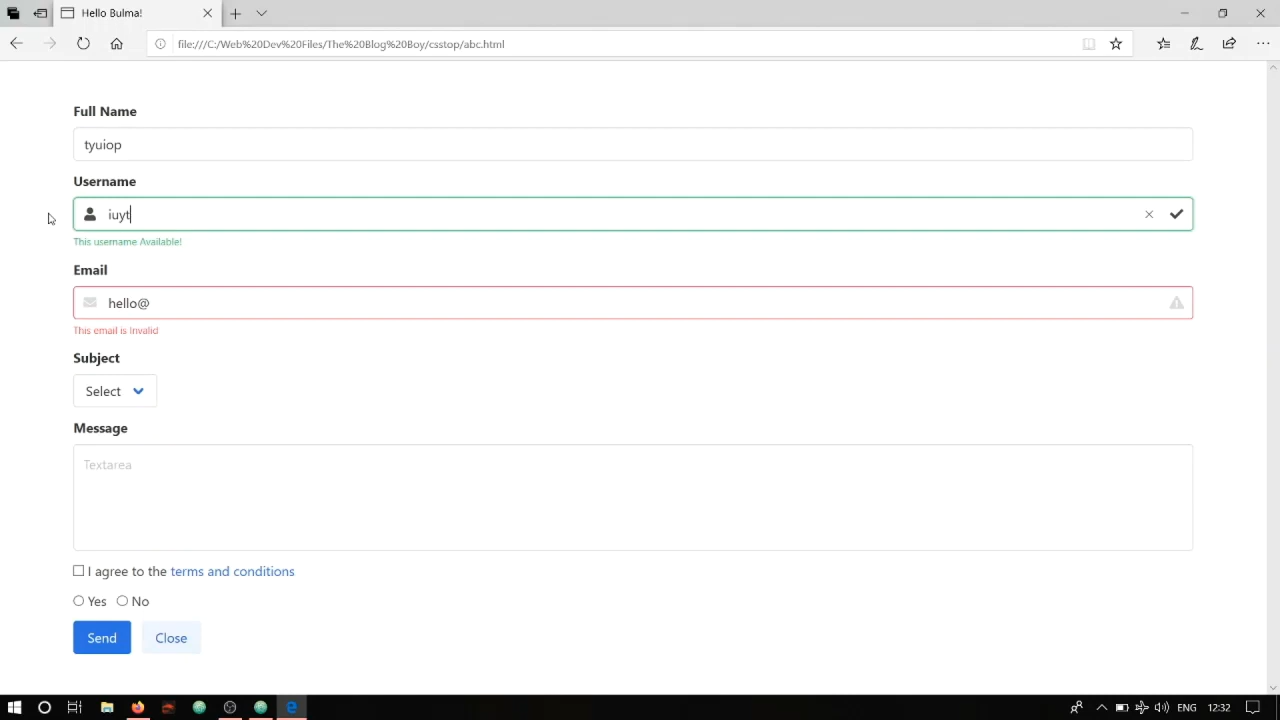 Hello Bulma!
file:///C:/Web%20Dev%20Files/The%20Blog%20Boy/csstop/abc.html
Full Name
tyuiop
Username
iuyt
This username Available!
Email
hello@
This email is Invalid
Subject
Select
Message
Textarea
I agree to the terms and conditions
Yes No
Send Close
ENG 12:32